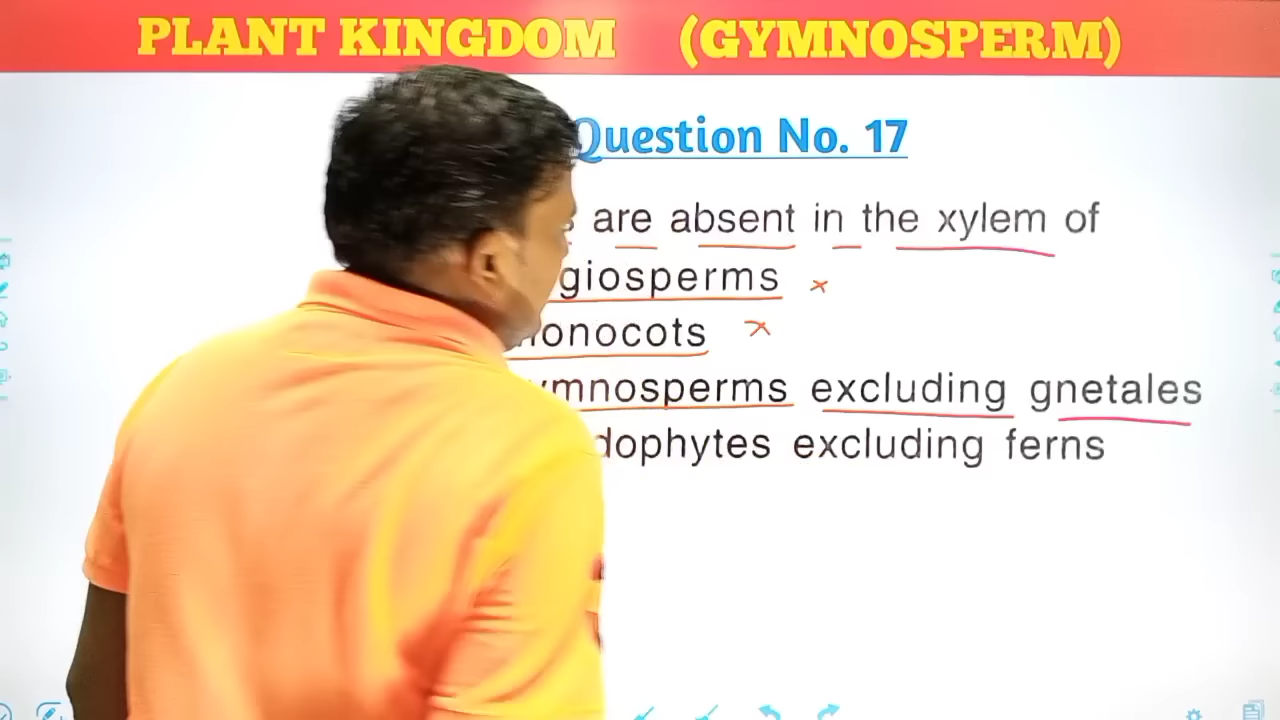 PLANT KINGDOM (GYMNOSPERM)
Question No. 17
are absent in the xylem of
giosperms
onocots
ymnosperms excluding gnetales
dophytes excluding ferns